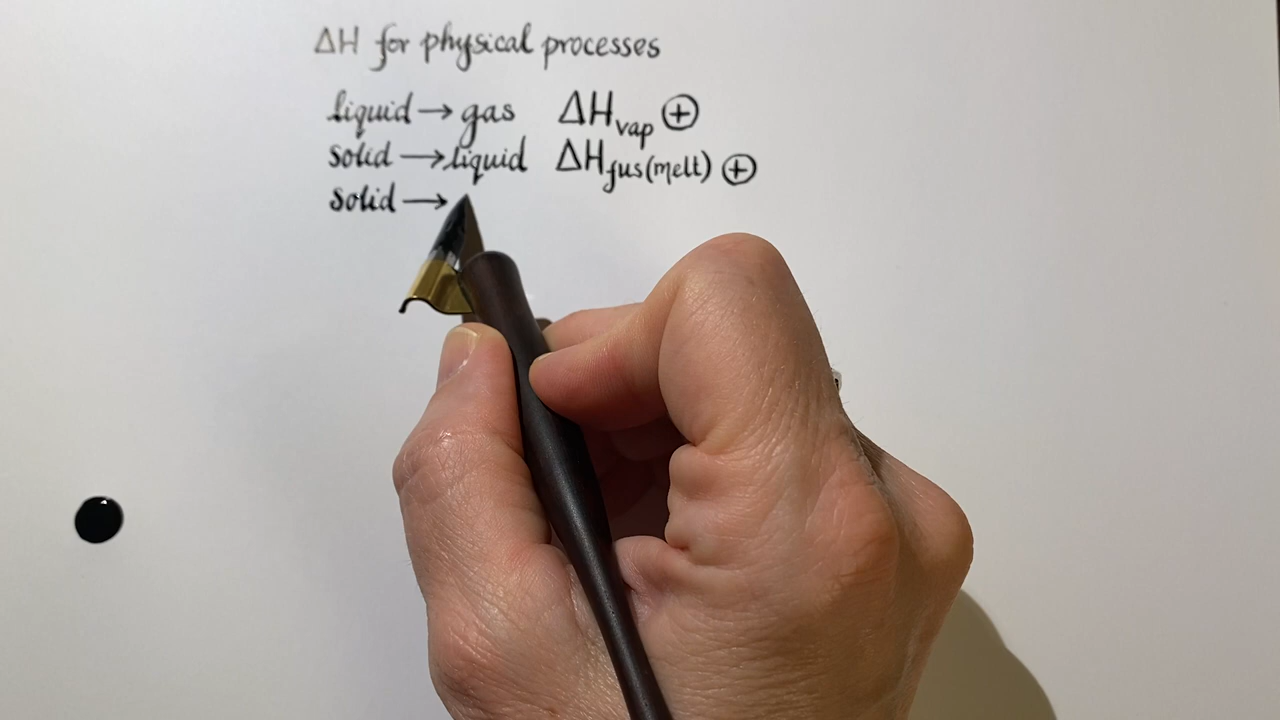 ΔH for physical processes
liquid → gas ΔHvap ⊕
solid → liquid ΔHfus(melt) ⊕
solid →